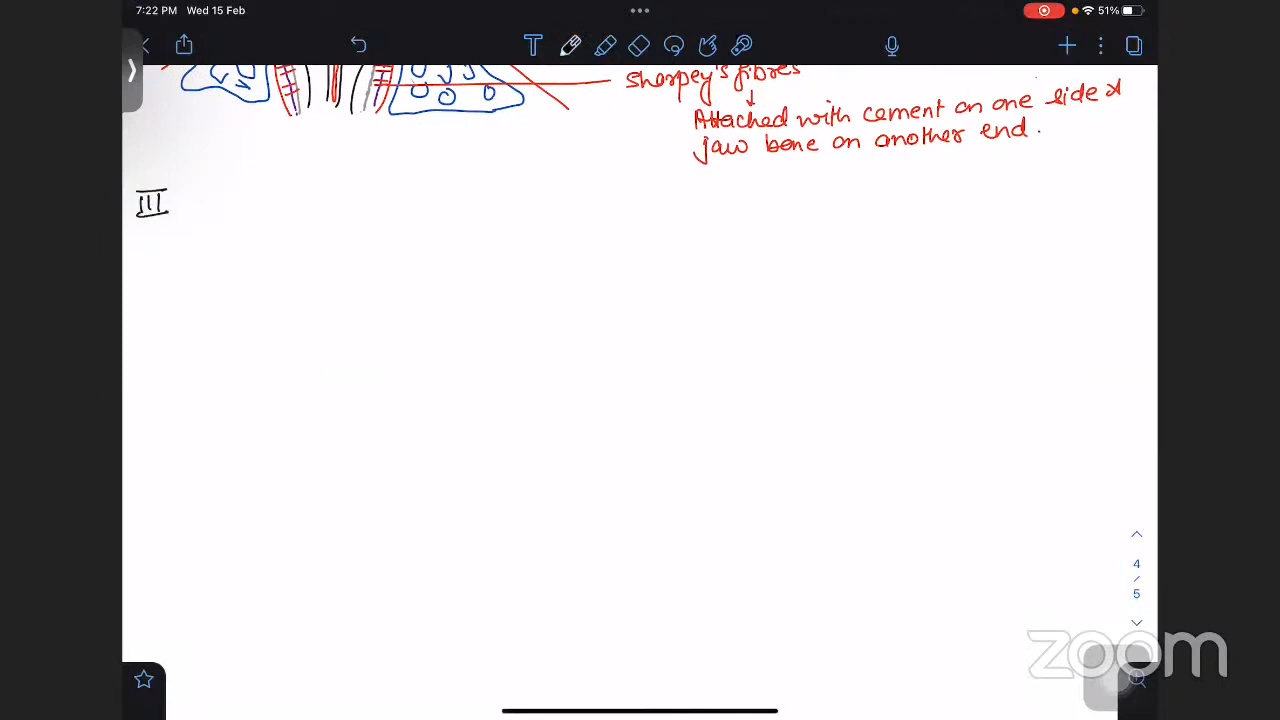 7:22 PM Wed 15 Feb
51%
Sharpey's fibres
Attached with cement on one side &
jaw bone on another end.
III
4
/
5
zoom